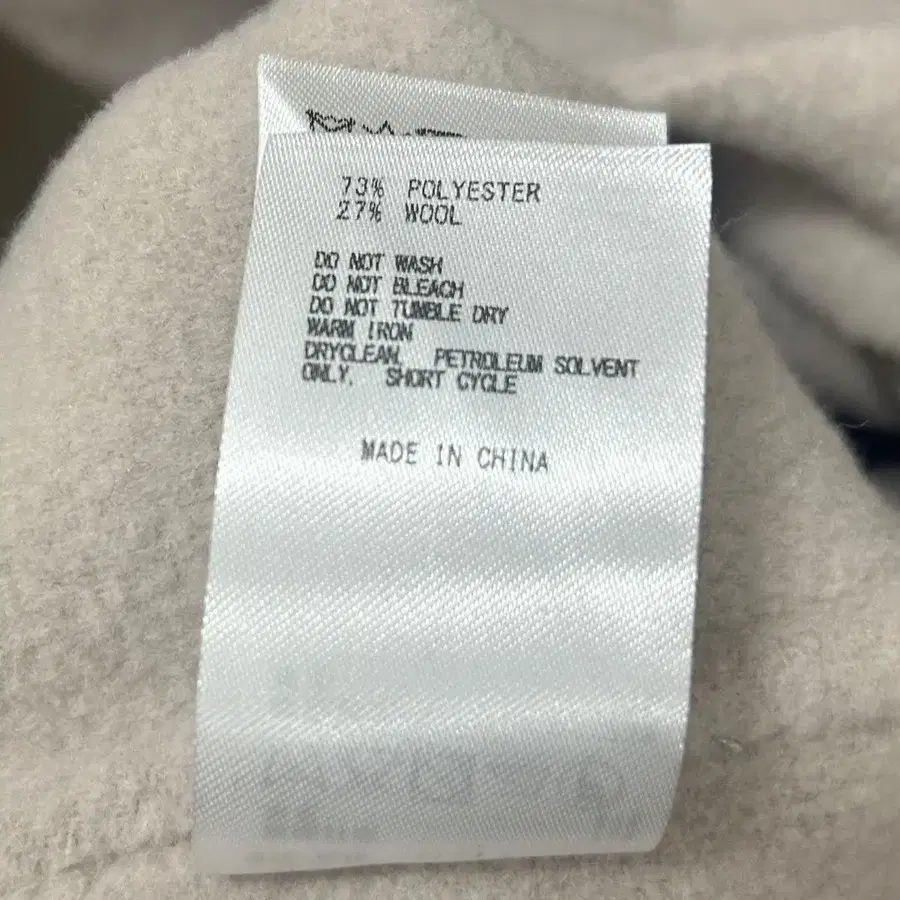 73% POLYESTER
27% WOOL
DO NOT WASH
DO NOT BLEACH
DO NOT TUMBLE DRY
WARM IRON
DRYCLEAN, PETROLEUM SOLVENT
ONLY, SHORT CYCLE
MADE IN CHINA